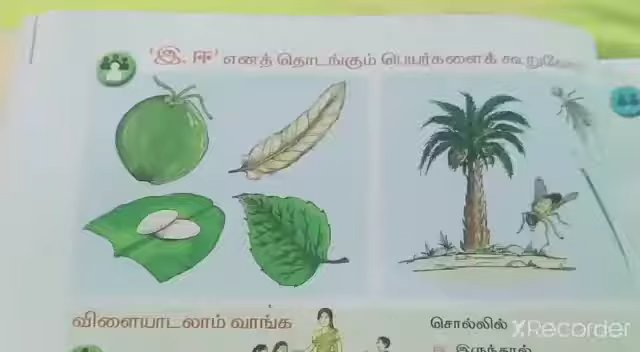 'இ, ஈ' எனத் தொடங்கும் பெயர்களைக்
விளையாடலாம் வாங்க
சொல்லில்
இருந்தால்
XRecorder